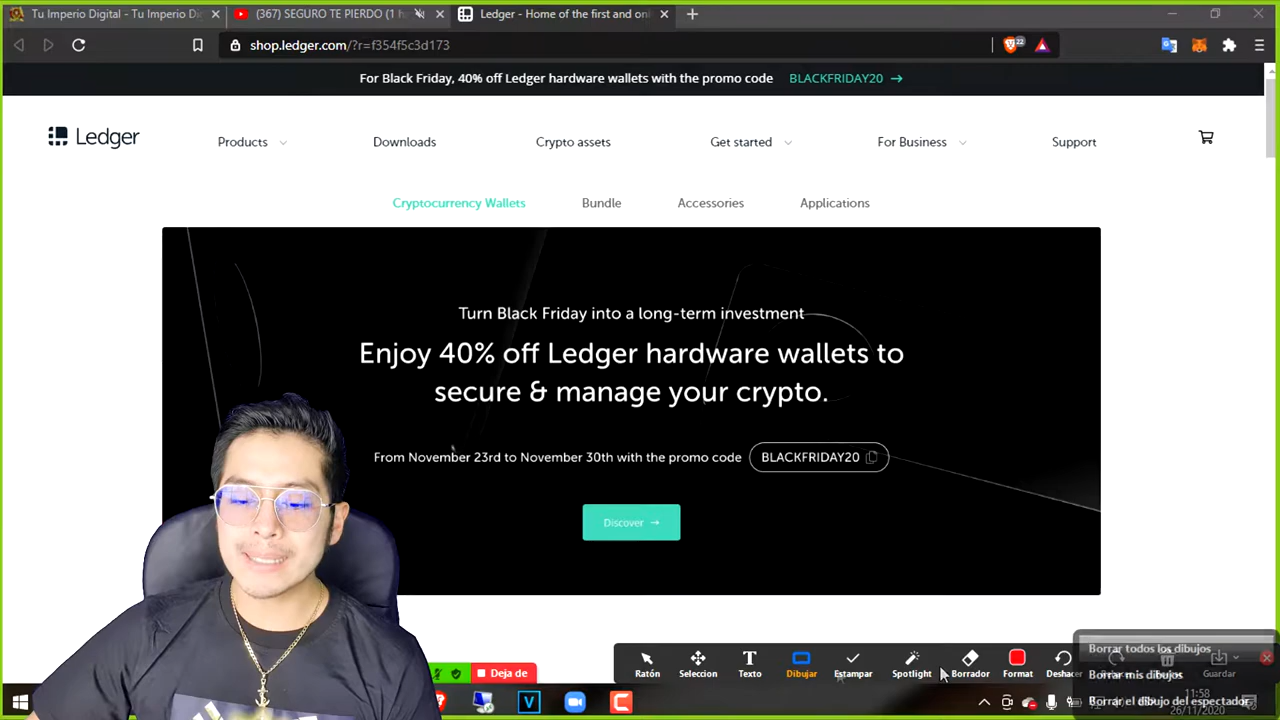 Tu Imperio Digital - Tu Imperio Di
(367) SEGURO TE PIERDO (1 h
Ledger - Home of the first and on
shop.ledger.com/?r=f354f5c3d173
22
For Black Friday, 40% off Ledger hardware wallets with the promo code BLACKFRIDAY20 →
Ledger
Products
Downloads
Crypto assets
Get started
For Business
Support
Cryptocurrency Wallets
Bundle
Accessories
Applications
Turn Black Friday into a long-term investment
Enjoy 40% off Ledger hardware wallets to
secure & manage your crypto.
From November 23rd to November 30th with the promo code BLACKFRIDAY20
Discover →
Deja de
Ratón
Seleccion
Texto
Dibujar
Estampar
Spotlight
Borrador
Format
Deshacer
Guardar
Borrar todos los dibujos
Borrar mis dibujos
Borrar el dibujo del espectador
11:58
26/11/2020